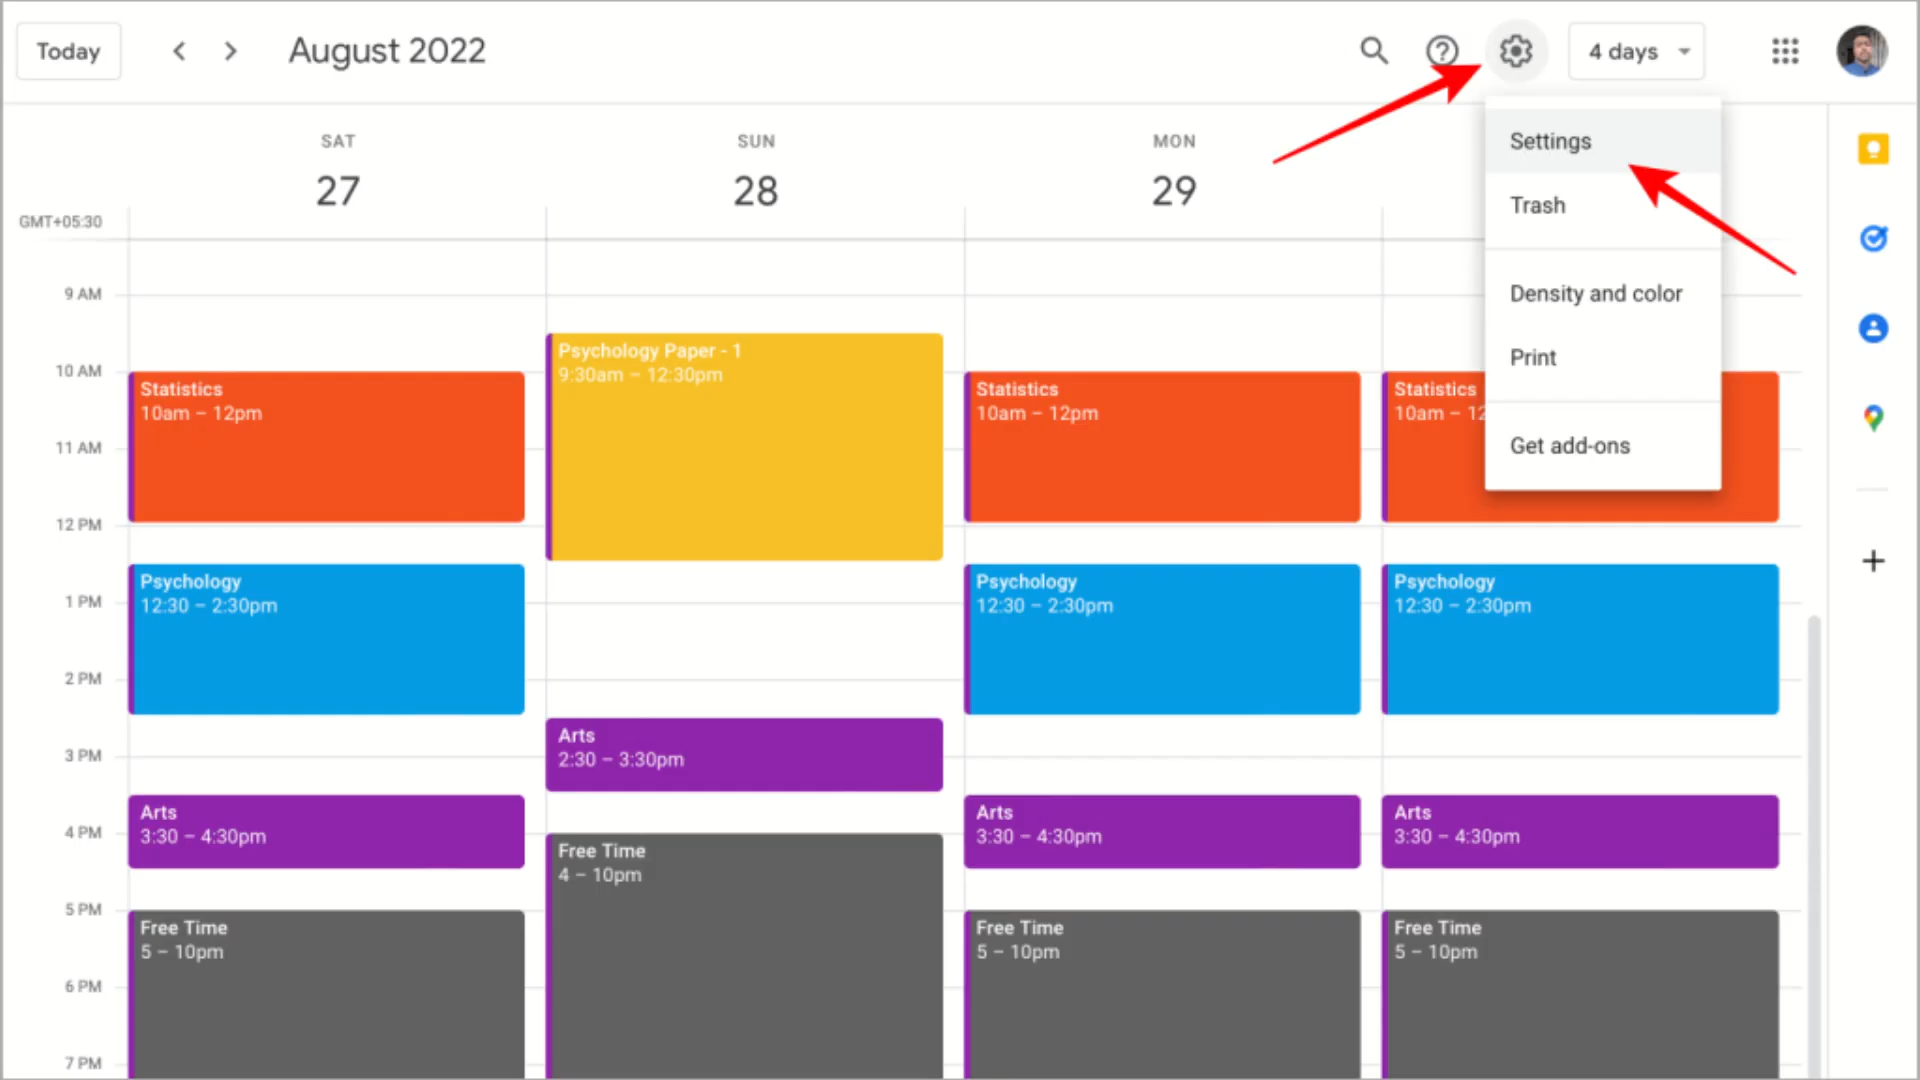 Today
August 2022
4 days
Settings
Trash
Density and color
Print
Get add-ons
SAT
27
SUN
28
MON
29
GMT+05:30
9 AM
10 AM
11 AM
12 PM
1 PM
2 PM
3 PM
4 PM
5 PM
6 PM
7 PM
Statistics
10am – 12pm
Psychology
12:30 – 2:30pm
Arts
3:30 – 4:30pm
Free Time
5 – 10pm
Psychology Paper - 1
9:30am – 12:30pm
Arts
2:30 – 3:30pm
Free Time
4 – 10pm
Statistics
10am – 12pm
Psychology
12:30 – 2:30pm
Arts
3:30 – 4:30pm
Free Time
5 – 10pm
Statistics
10am – 12
Psychology
12:30 – 2:30pm
Arts
3:30 – 4:30pm
Free Time
5 – 10pm